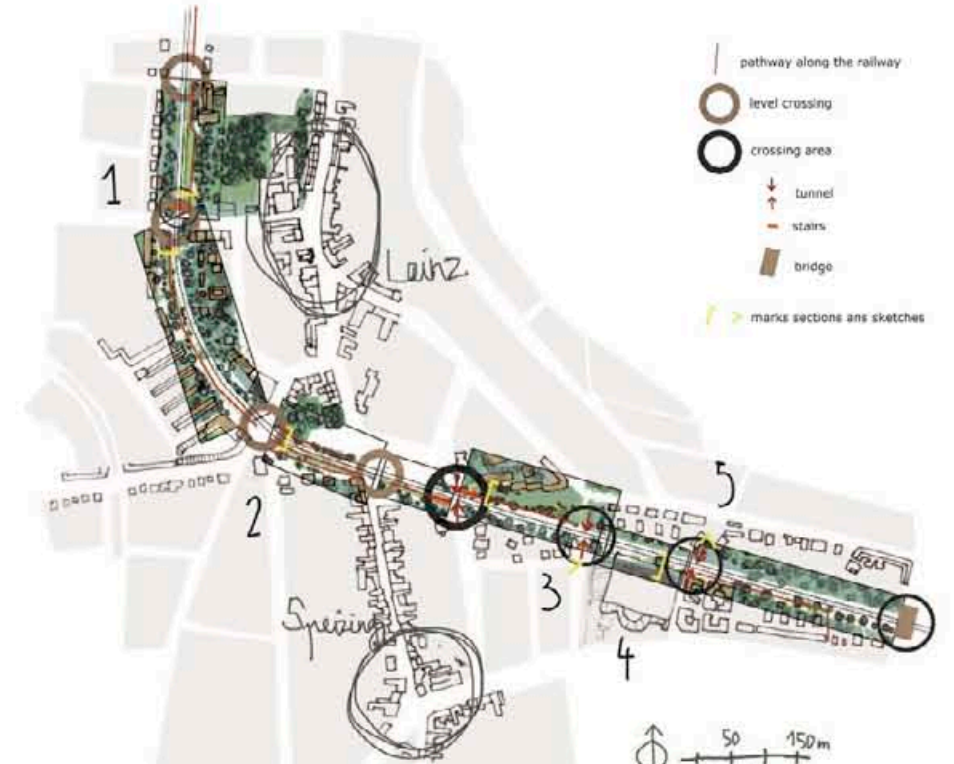 pathway along the railway
level crossing
crossing area
tunnel
stairs
bridge
marks sections ans sketches
1
Lainz
2
5
3
Speising
4
50 150m